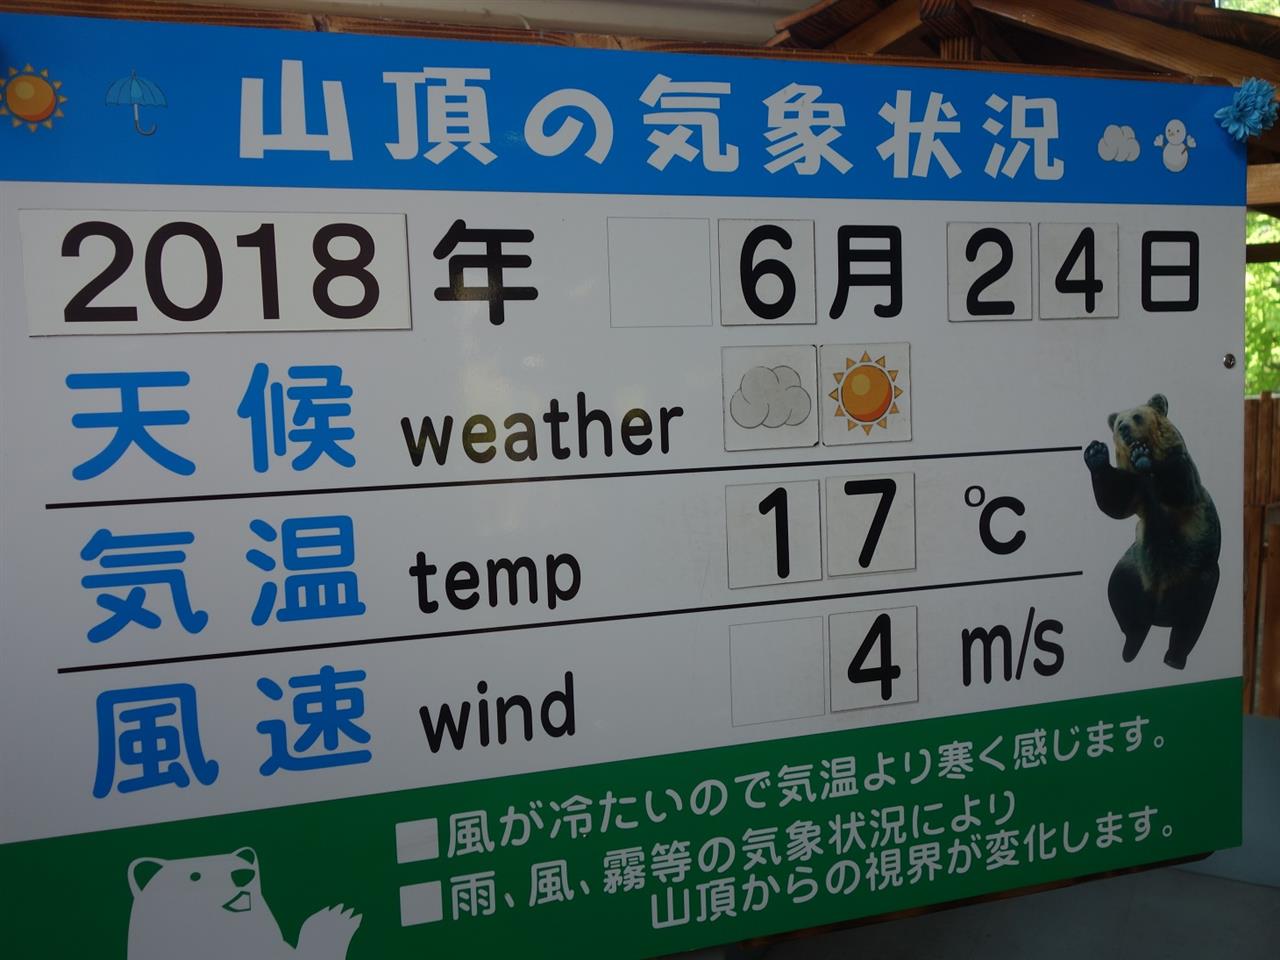 山頂の気象状況
2018年 6月24日
天候 weather
気温 temp 17 ℃
風速 wind 4 m/s
■風が冷たいので気温より寒く感じます。
■雨、風、霧等の気象状況により
山頂からの視界が変化します。